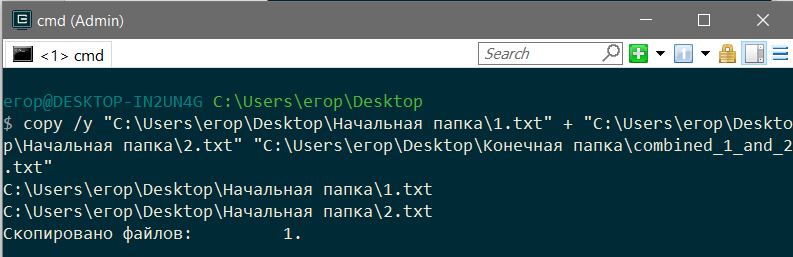 cmd (Admin)
<1> cmd
Search
1
егор@DESKTOP-IN2UN4G C:\Users\егор\Desktop
$ copy /y "C:\Users\егор\Desktop\Начальная папка\1.txt" + "C:\Users\егор\Deskto
p\Начальная папка\2.txt" "C:\Users\егор\Desktop\Конечная папка\combined_1_and_2
.txt"
C:\Users\егор\Desktop\Начальная папка\1.txt
C:\Users\егор\Desktop\Начальная папка\2.txt
Скопировано файлов:         1.